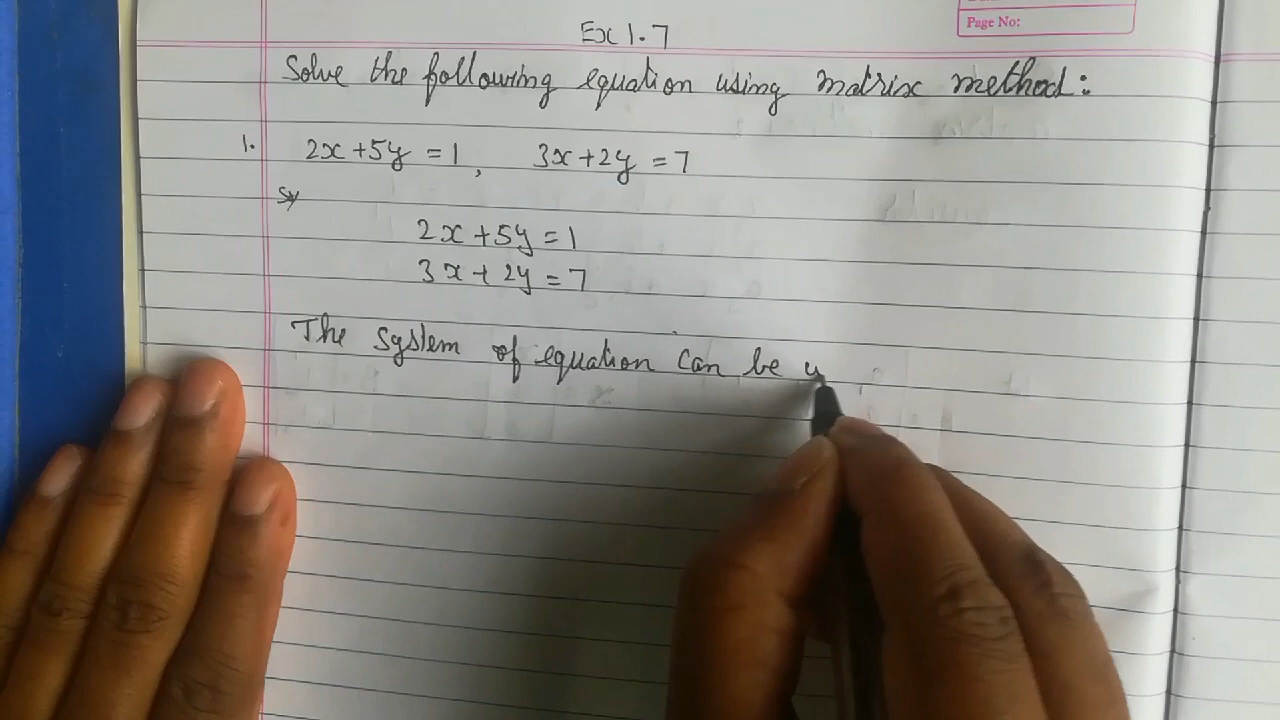 Page No:
Ex 1.7
Solve the following equation using matrix method:
1. 2x+5y =1, 3x+2y = 7
2x+5y=1
3x+2y=7
The system of equation can be